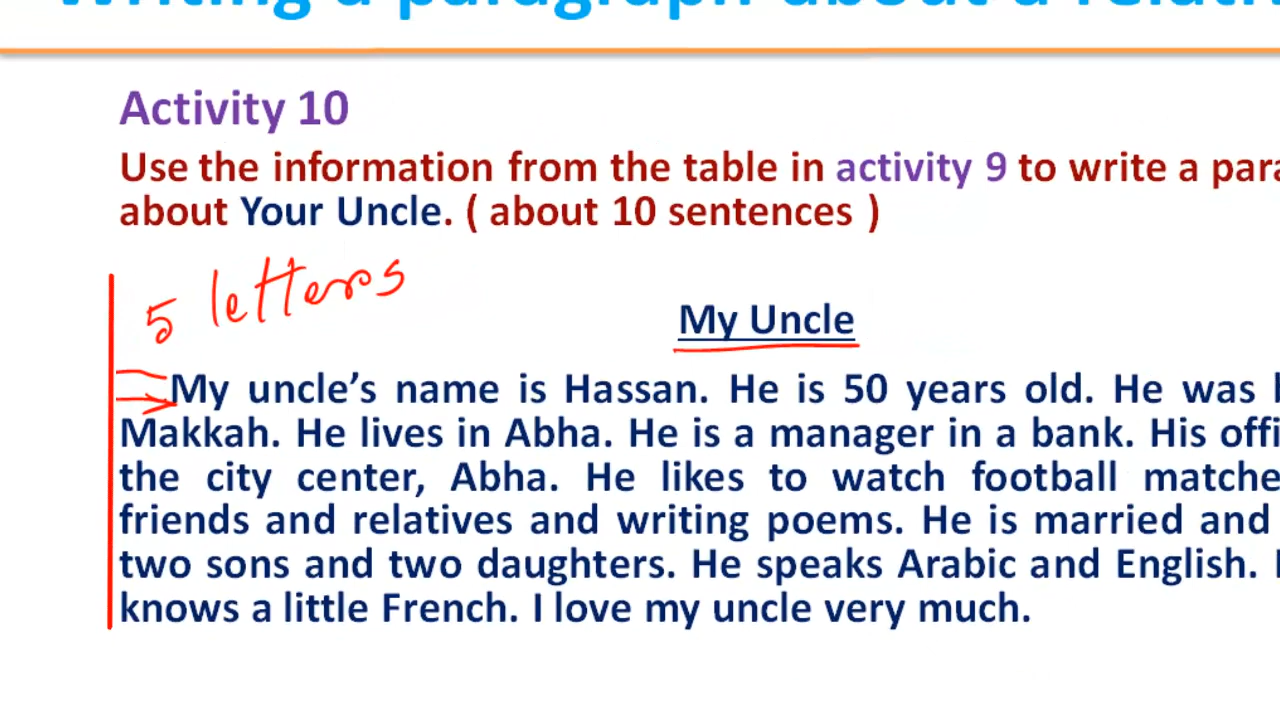 Writing a paragraph about a
Activity 10
Use the information from the table in activity 9 to write a
about Your Uncle. ( about 10 sentences )
5 letters
My Uncle
My uncle’s name is Hassan. He is 50 years old. He was
Makkah. He lives in Abha. He is a manager in a bank. His
the city center, Abha. He likes to watch football
friends and relatives and writing poems. He is married and
two sons and two daughters. He speaks Arabic and English.
knows a little French. I love my uncle very much.